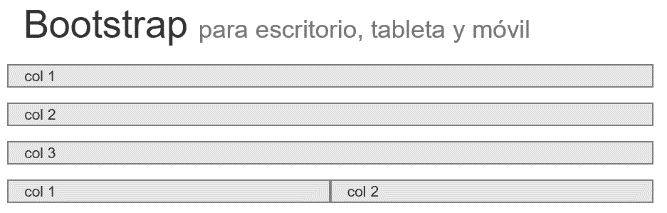 Bootstrap para escritorio, tableta y móvil
col 1
col 2
col 3
col 1 col 2